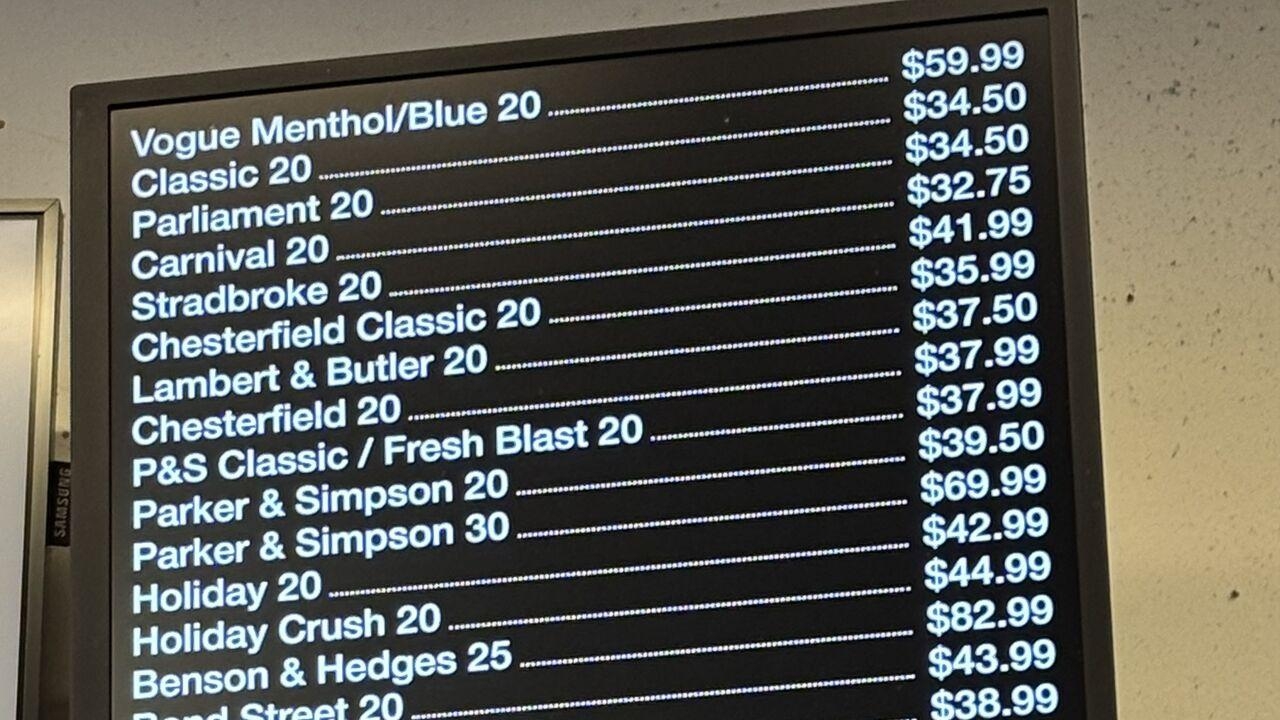 Vogue Menthol/Blue 20 $59.99
Classic 20 $34.50
Parliament 20 $34.50
Carnival 20 $32.75
Stradbroke 20 $41.99
Chesterfield Classic 20 $35.99
Lambert & Butler 20 $37.50
Chesterfield 20 $37.99
P&S Classic / Fresh Blast 20 $37.99
Parker & Simpson 20 $39.50
Parker & Simpson 30 $69.99
Holiday 20 $42.99
Holiday Crush 20 $44.99
Benson & Hedges 25 $82.99
Bond Street 20 $43.99
$38.99
SAMSUNG